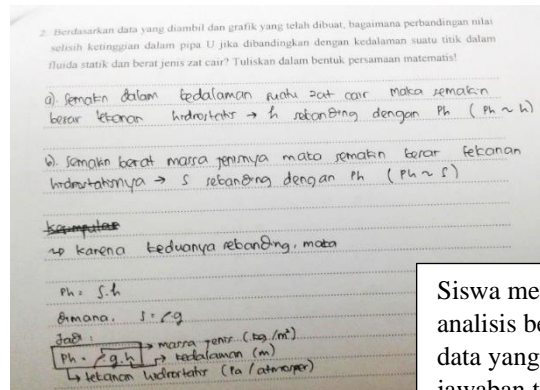 2. Berdasarkan data yang diambil dan grafik yang telah dibuat, bagaimana perbandingan nilai
selisih ketinggian dalam pipa U jika dibandingkan dengan kedalaman suatu titik dalam
fluida statik dan berat jenis zat cair? Tuliskan dalam bentuk persamaan matematis!
a). Semakin dalam kedalaman suatu zat cair maka semakin
besar tekanan hidrostatis → h sebanding dengan Ph (Ph ~ h)
b). Semakin berat massa jenisnya maka semakin besar tekanan
hidrostatisnya → S sebanding dengan Ph (Ph ~ S)
Kesimpulan
→ karena keduanya sebanding, maka
Ph = S.h
dimana, S = ρg
Jadi :
Ph = ρg.h
→ massa jenis (kg/m³)
→ kedalaman (m)
→ tekanan hidrostatis (Pa / atmosper)
Siswa me
analisis be
data yang
jawaban t